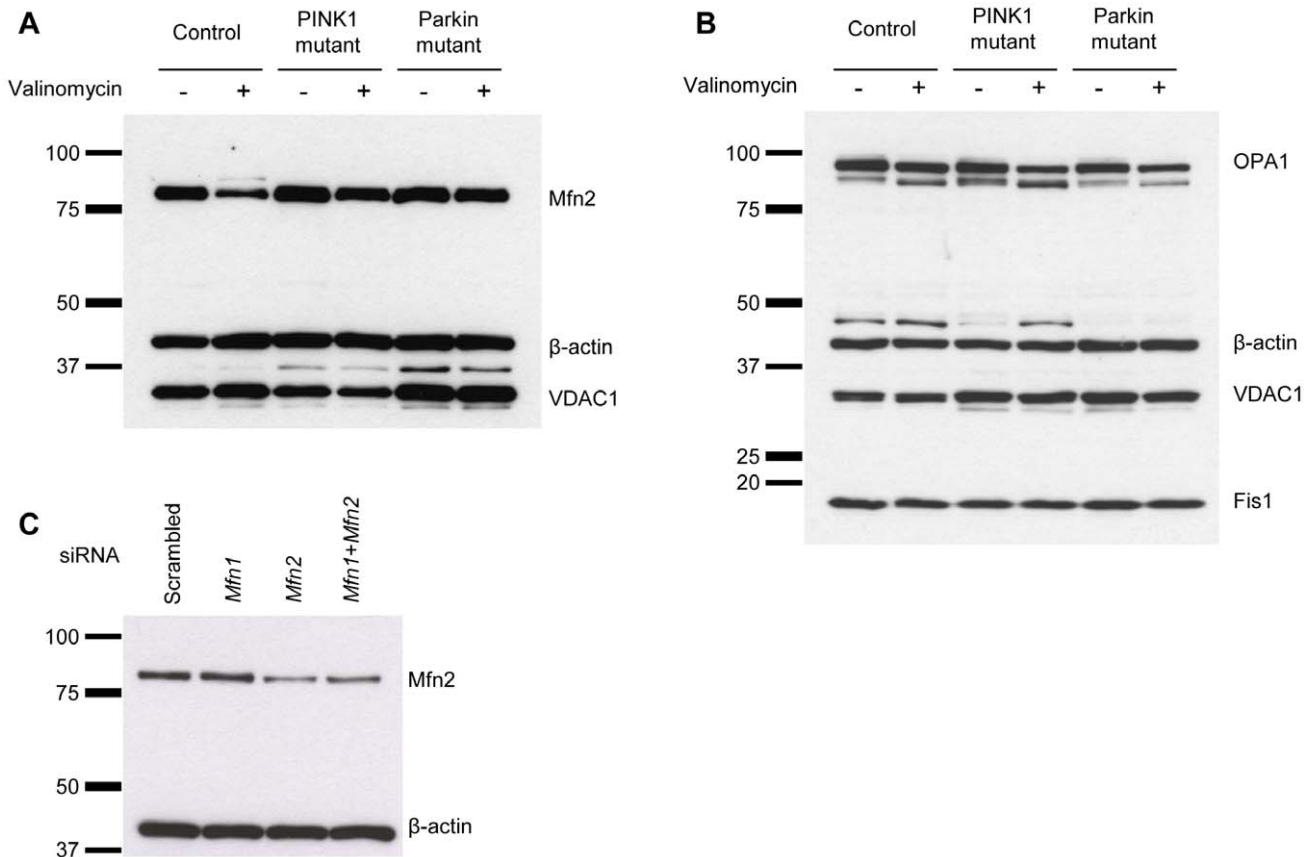 A
Control
PINK1 mutant
Parkin mutant
Valinomycin - + - + - + 
100
75
50
37
Mfn2
β-actin
VDAC1
B
Control
PINK1 mutant
Parkin mutant
Valinomycin - + - + - +
100
75
50
37
25
20
OPA1
β-actin
VDAC1
Fis1
C
siRNA
Scrambled
Mfn1
Mfn2
Mfn1+Mfn2
100
75
50
37
Mfn2
β-actin